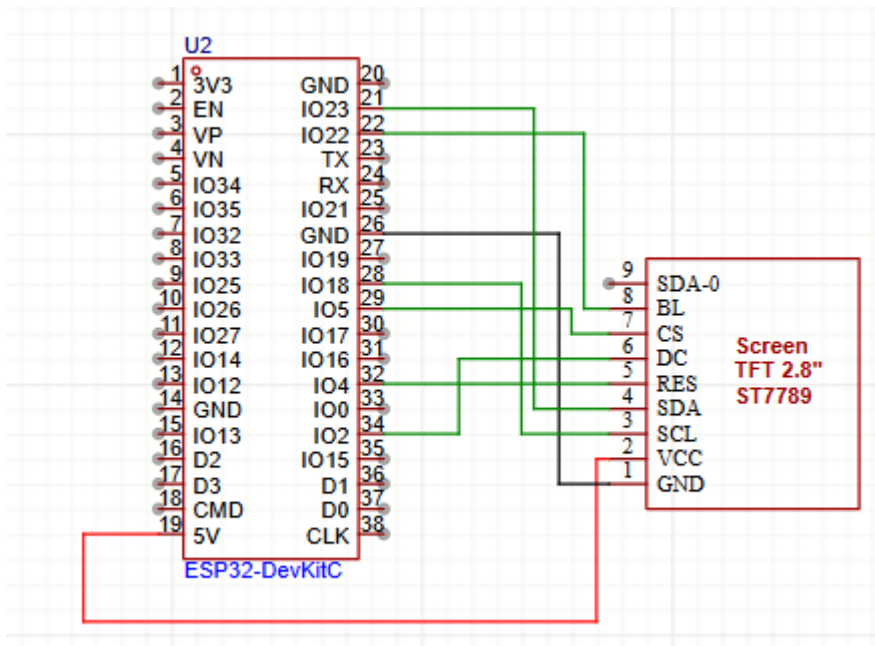 U2
1 3V3 GND 20
2 EN IO23 21
3 VP IO22 22
4 VN TX 23
5 IO34 RX 24
6 IO35 IO21 25
7 IO32 GND 26
8 IO33 IO19 27
9 IO25 IO18 28
10 IO26 IO5 29
11 IO27 IO17 30
12 IO14 IO16 31
13 IO12 IO4 32
14 GND IO0 33
15 IO13 IO2 34
16 D2 IO15 35
17 D3 D1 36
18 CMD D0 37
19 5V CLK 38
ESP32-DevKitC
9 SDA-0
8 BL
7 CS
6 DC
5 RES
4 SDA
3 SCL
2 VCC
1 GND
Screen
TFT 2.8"
ST7789